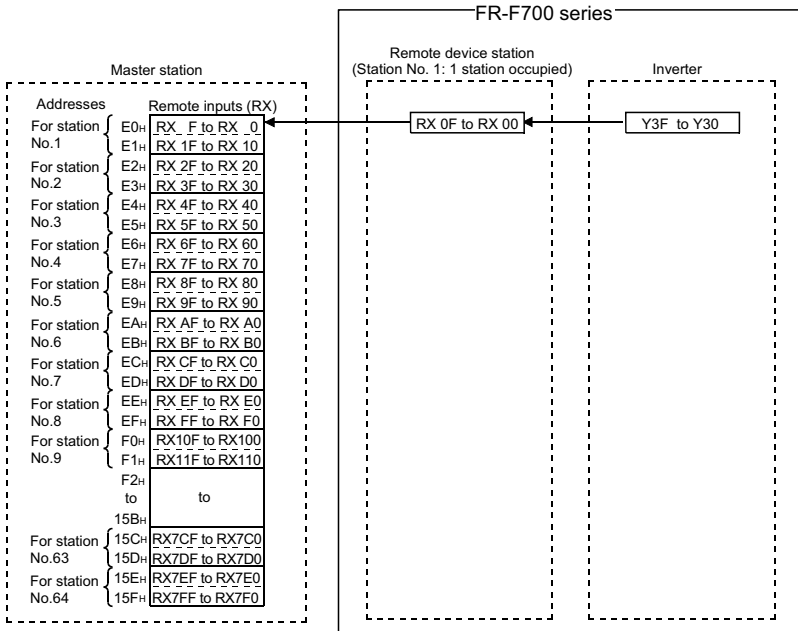 FR-F700 series
Master station
Remote device station
(Station No. 1: 1 station occupied)
Inverter
Addresses
Remote inputs (RX)
For station No.1
E0H RX _ F to RX _0
E1H RX 1F to RX 10
RX 0F to RX 00
Y3F to Y30
For station No.2
E2H RX 2F to RX 20
E3H RX 3F to RX 30
For station No.3
E4H RX 4F to RX 40
E5H RX 5F to RX 50
For station No.4
E6H RX 6F to RX 60
E7H RX 7F to RX 70
For station No.5
E8H RX 8F to RX 80
E9H RX 9F to RX 90
For station No.6
EAH RX AF to RX A0
EBH RX BF to RX B0
For station No.7
ECH RX CF to RX C0
EDH RX DF to RX D0
For station No.8
EEH RX EF to RX E0
EFH RX FF to RX F0
For station No.9
F0H RX10F to RX100
F1H RX11F to RX110
F2H
to to
15BH
For station No.63
15CH RX7CF to RX7C0
15DH RX7DF to RX7D0
For station No.64
15EH RX7EF to RX7E0
15FH RX7FF to RX7F0